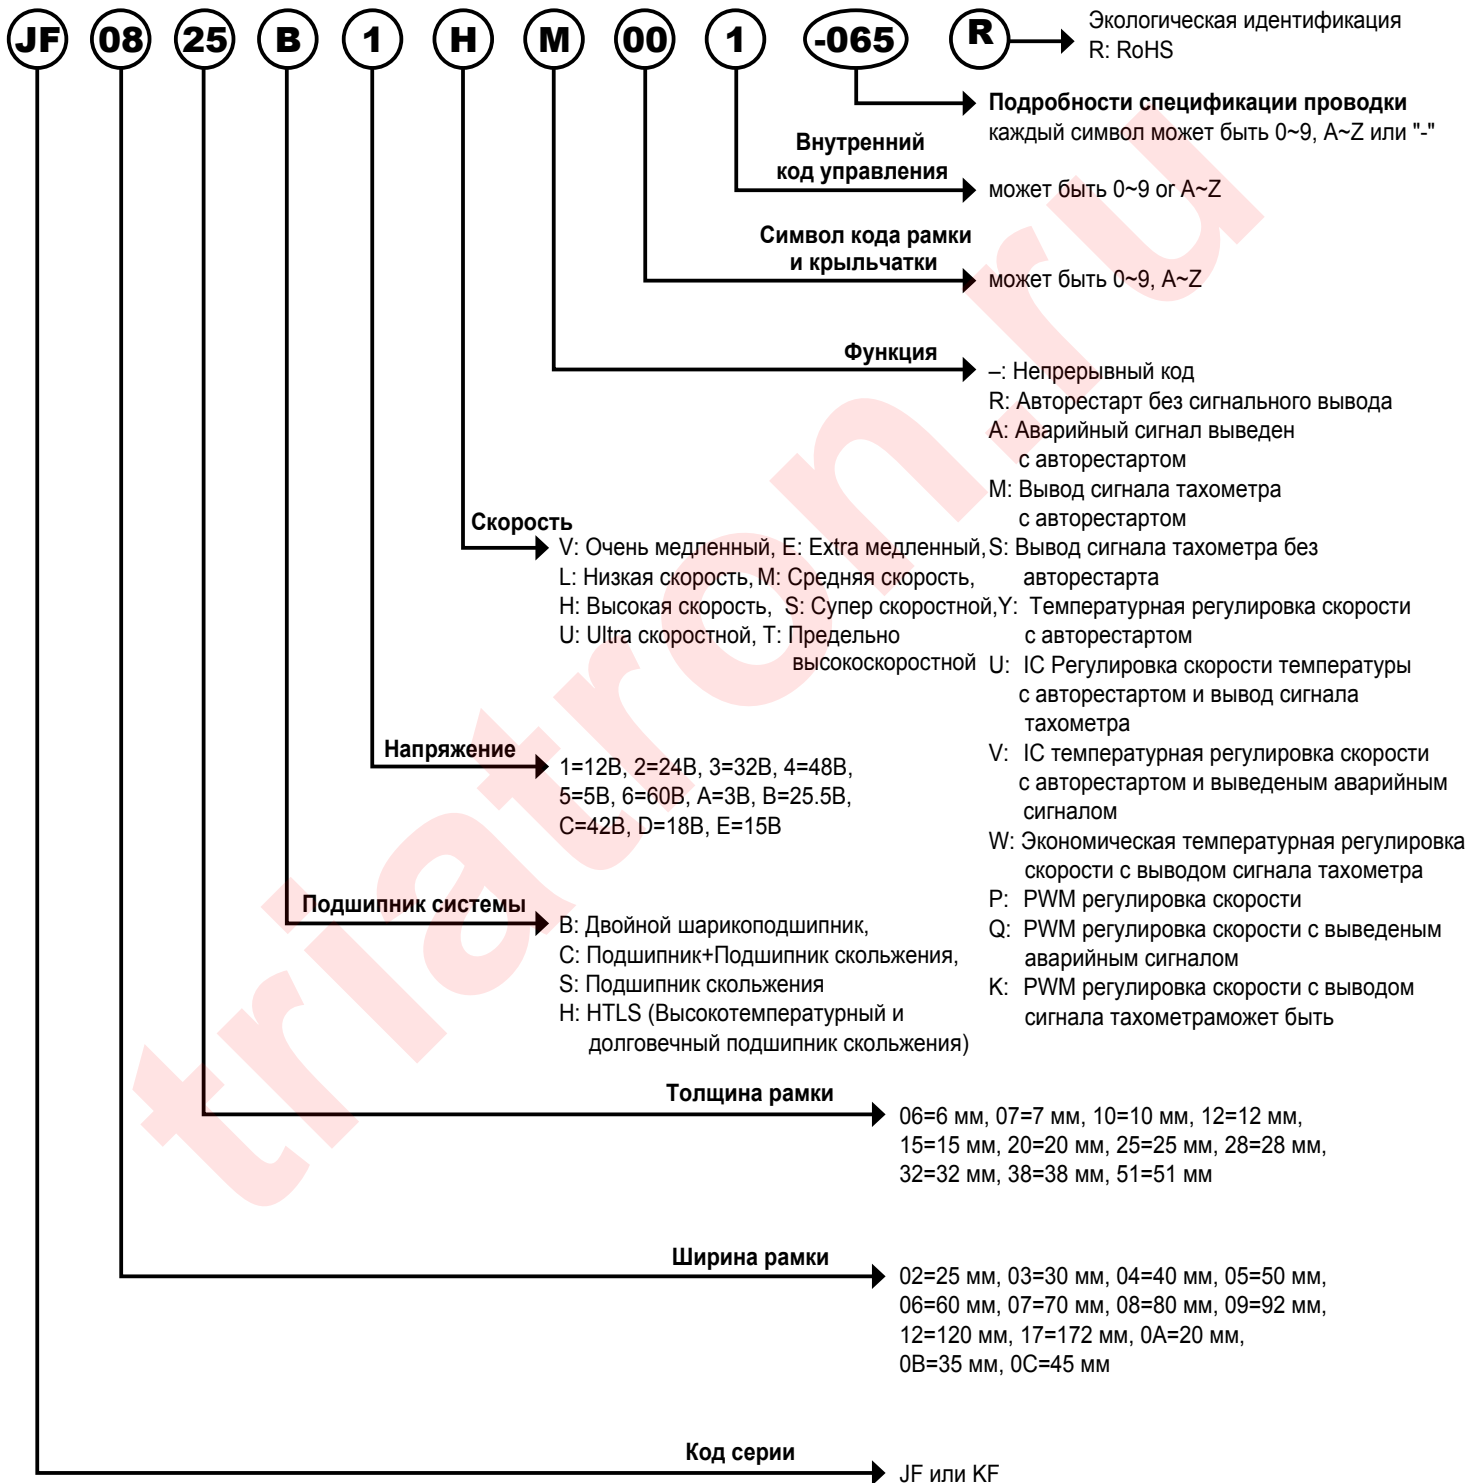 JF 08 25 B 1 H M 00 1 -065 R
Экологическая идентификация
R: RoHS
Подробности спецификации проводки
каждый символ может быть 0~9, A~Z или "-"
Внутренний
код управления
может быть 0~9 or A~Z
Символ кода рамки
и крыльчатки
может быть 0~9, A~Z
Функция
–: Непрерывный код
R: Авторестарт без сигнального вывода
A: Аварийный сигнал выведен
с авторестартом
M: Вывод сигнала тахометра
с авторестартом
S: Вывод сигнала тахометра без
авторестарта
Y: Температурная регулировка скорости
с авторестартом
U: IC Регулировка скорости температуры
с авторестартом и вывод сигнала
тахометра
V: IC температурная регулировка скорости
с авторестартом и выведеным аварийным
сигналом
W: Экономическая температурная регулировка
скорости с выводом сигнала тахометра
P: PWM регулировка скорости
Q: PWM регулировка скорости с выведеным
аварийным сигналом
K: PWM регулировка скорости с выводом
сигнала тахометраможет быть
Скорость
V: Очень медленный, E: Extra медленный,
L: Низкая скорость, M: Средняя скорость,
H: Высокая скорость, S: Супер скоростной,
U: Ultra скоростной, T: Предельно
высокоскоростной
Напряжение
1=12В, 2=24В, 3=32В, 4=48В,
5=5В, 6=60В, A=3В, B=25.5В,
C=42В, D=18В, E=15В
Подшипник системы
B: Двойной шарикоподшипник,
C: Подшипник+Подшипник скольжения,
S: Подшипник скольжения
H: HTLS (Высокотемпературный и
долговечный подшипник скольжения)
Толщина рамки
06=6 мм, 07=7 мм, 10=10 мм, 12=12 мм,
15=15 мм, 20=20 мм, 25=25 мм, 28=28 мм,
32=32 мм, 38=38 мм, 51=51 мм
Ширина рамки
02=25 мм, 03=30 мм, 04=40 мм, 05=50 мм,
06=60 мм, 07=70 мм, 08=80 мм, 09=92 мм,
12=120 мм, 17=172 мм, 0A=20 мм,
0B=35 мм, 0C=45 мм
Код серии
JF или KF
triatron.ru